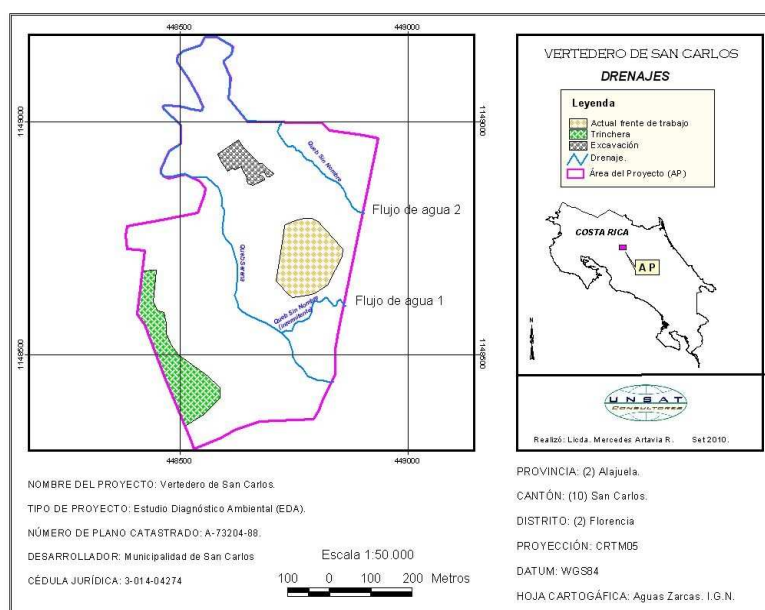 448500
449000
1149000
1149000
Queb Sin Nombre
Flujo de agua 2
Flujo de agua 1
Queb Sin Nombre
(intermitente)
1148500
1148500
448500
449000
VERTEDERO DE SAN CARLOS
DRENAJES
Leyenda
Actual frente de trabajo
Trinchera
Excavación
Drenaje.
Área del Proyecto (AP)
COSTA RICA
AP
N
UNSAT
CONSULTORES
Realizó: Licda. Mercedes Artavia R. Set 2010.
NOMBRE DEL PROYECTO: Vertedero de San Carlos.
TIPO DE PROYECTO: Estudio Diagnóstico Ambiental (EDA).
NÚMERO DE PLANO CATASTRADO: A-73204-88.
DESARROLLADOR: Municipalidad de San Carlos
CÉDULA JURÍDICA: 3-014-04274
Escala 1:50.000
100 0 100 200 Metros
PROVINCIA: (2) Alajuela.
CANTÓN: (10) San Carlos.
DISTRITO: (2) Florencia
PROYECCIÓN: CRTM05
DATUM: WGS84
HOJA CARTOGÁFICA: Aguas Zarcas. I.G.N.